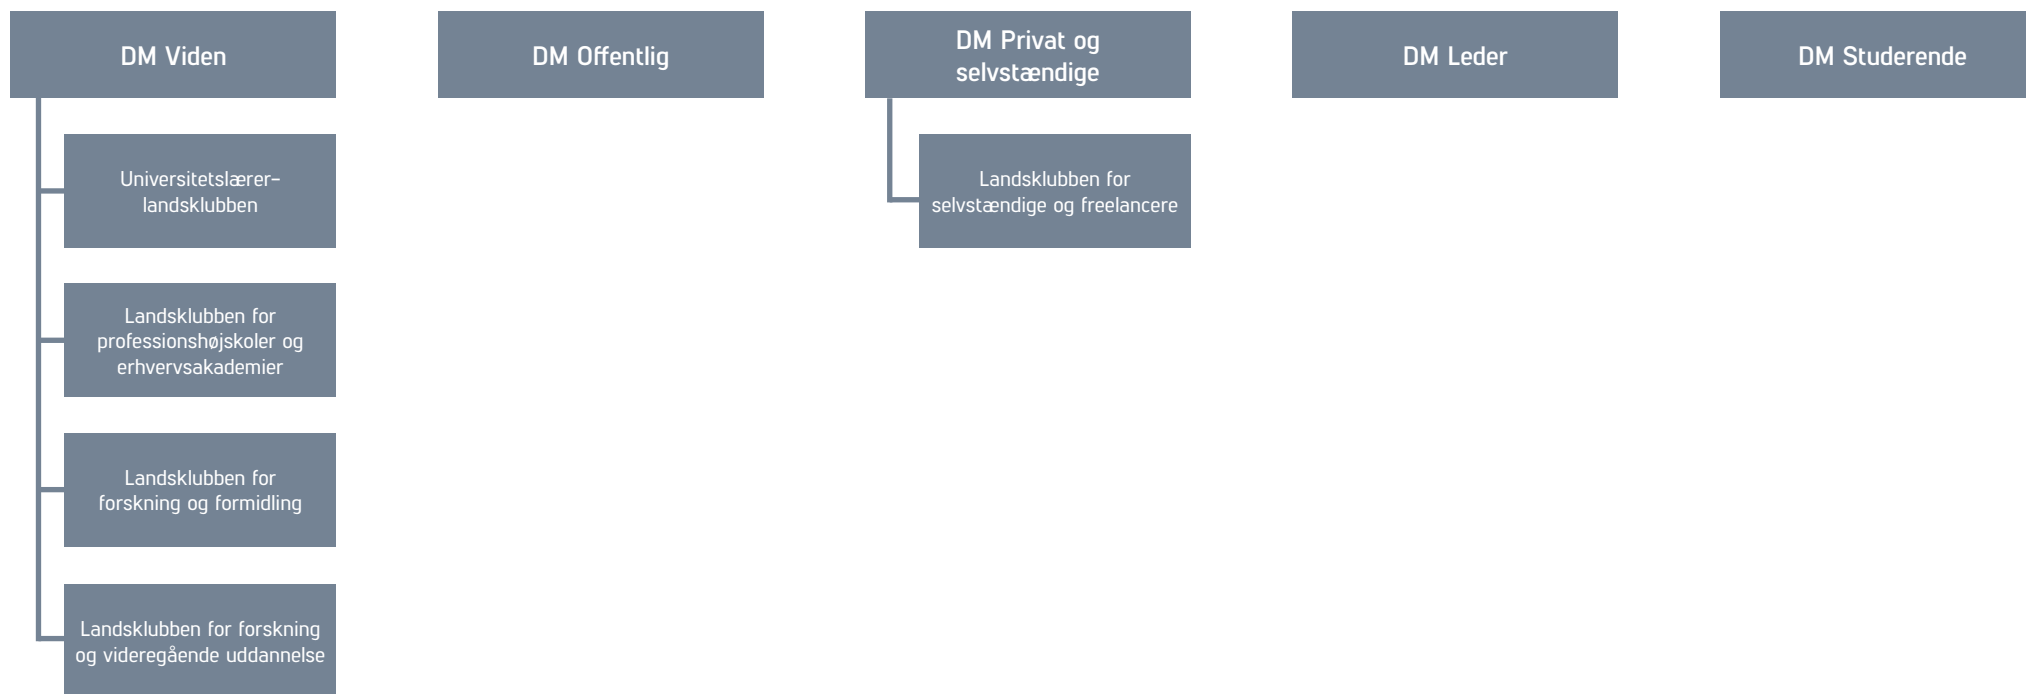 DM Viden
DM Offentlig
DM Privat og
selvstændige
DM Leder
DM Studerende
Universitetslærer-
landsklubben
Landsklubben for
professionshøjskoler og
erhvervsakademier
Landsklubben for
forskning og formidling
Landsklubben for forskning
og videregående uddannelse
Landsklubben for
selvstændige og freelancere